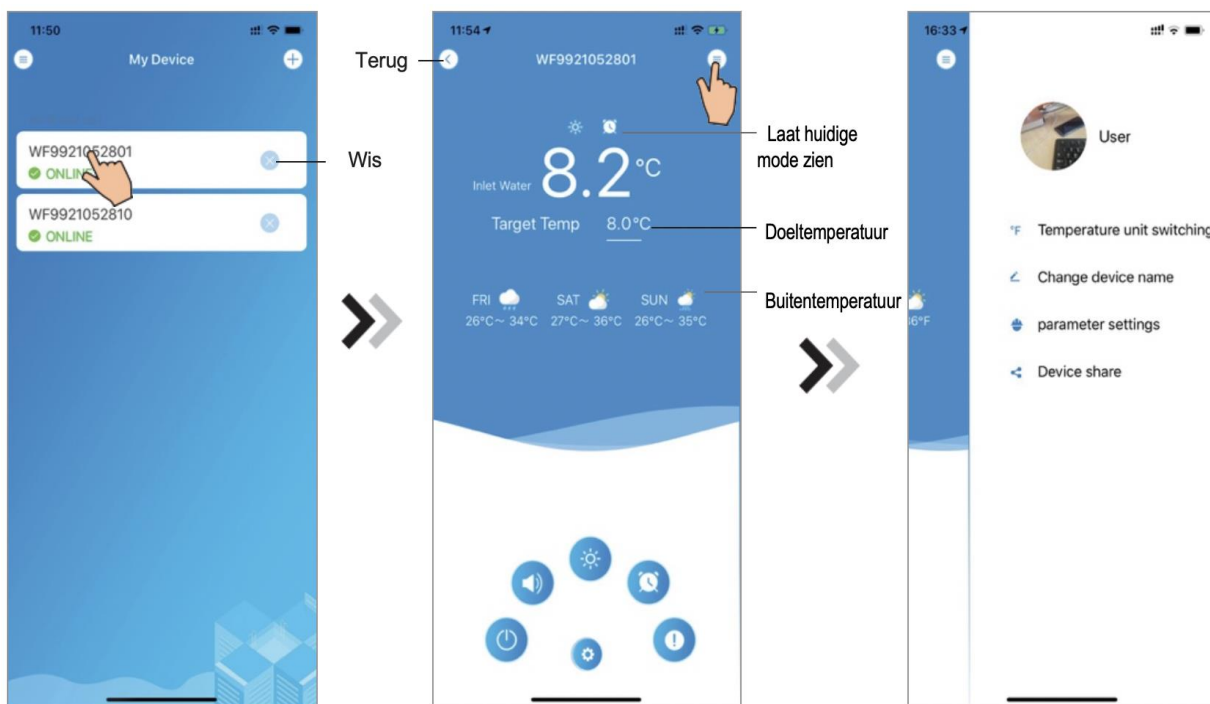 11:50
My Device
WF9921052801
ONLINE
WF9921052810
ONLINE
Terug
Wis
11:54
WF9921052801
8.2°C
Inlet Water
Target Temp 8.0°C
FRI SAT SUN
26°C~ 34°C 27°C~ 36°C 26°C~ 35°C
Laat huidige
mode zien
Doeltemperatuur
Buitentemperatuur
16:33
User
°F Temperature unit switching
Change device name
parameter settings
Device share